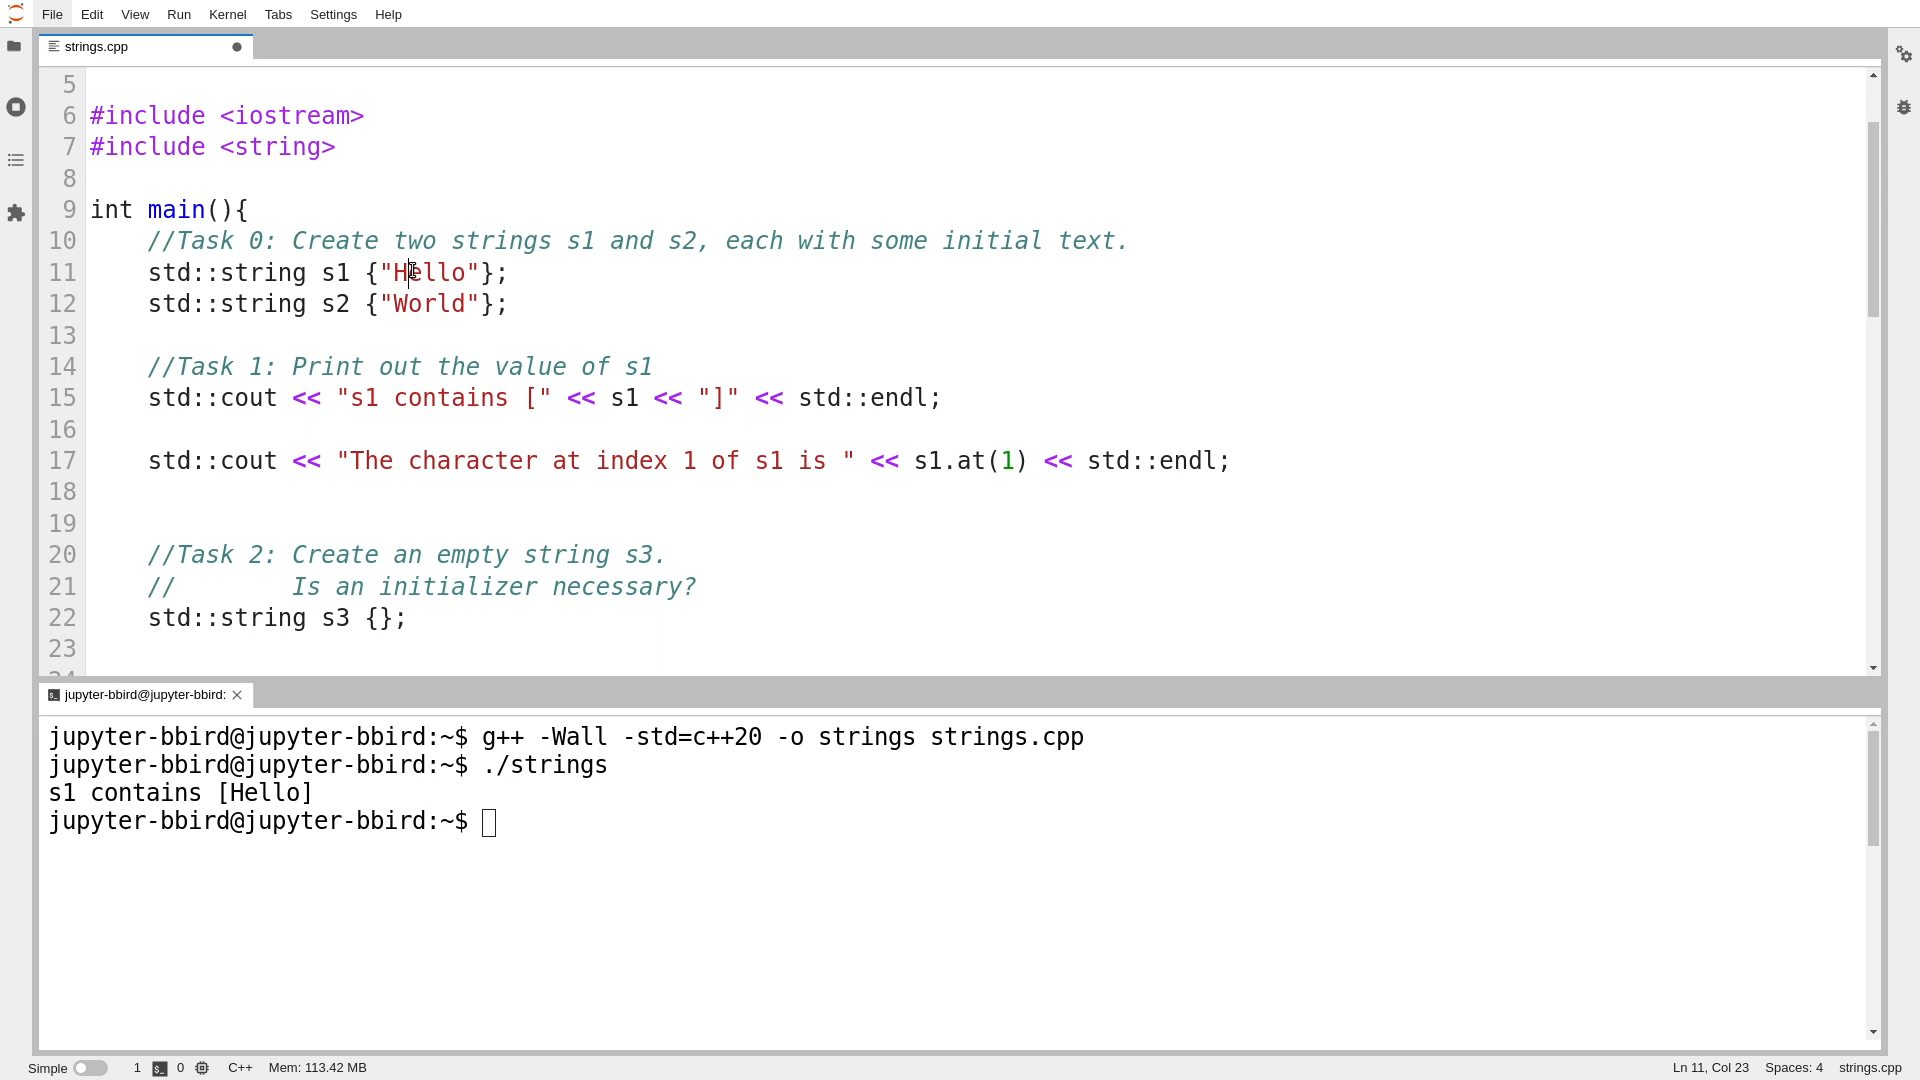 File Edit View Run Kernel Tabs Settings Help
strings.cpp
5
6 #include <iostream>
7 #include <string>
8
9 int main(){
10     //Task 0: Create two strings s1 and s2, each with some initial text.
11     std::string s1 {"Hello"};
12     std::string s2 {"World"};
13
14     //Task 1: Print out the value of s1
15     std::cout << "s1 contains [" << s1 << "]" << std::endl;
16
17     std::cout << "The character at index 1 of s1 is " << s1.at(1) << std::endl;
18
19
20     //Task 2: Create an empty string s3.
21     //        Is an initializer necessary?
22     std::string s3 {};
23
24
jupyter-bbird@jupyter-bbird:
jupyter-bbird@jupyter-bbird:~$ g++ -Wall -std=c++20 -o strings strings.cpp
jupyter-bbird@jupyter-bbird:~$ ./strings
s1 contains [Hello]
jupyter-bbird@jupyter-bbird:~$
Simple 1 $_ 0 C++ Mem: 113.42 MB Ln 11, Col 23 Spaces: 4 strings.cpp